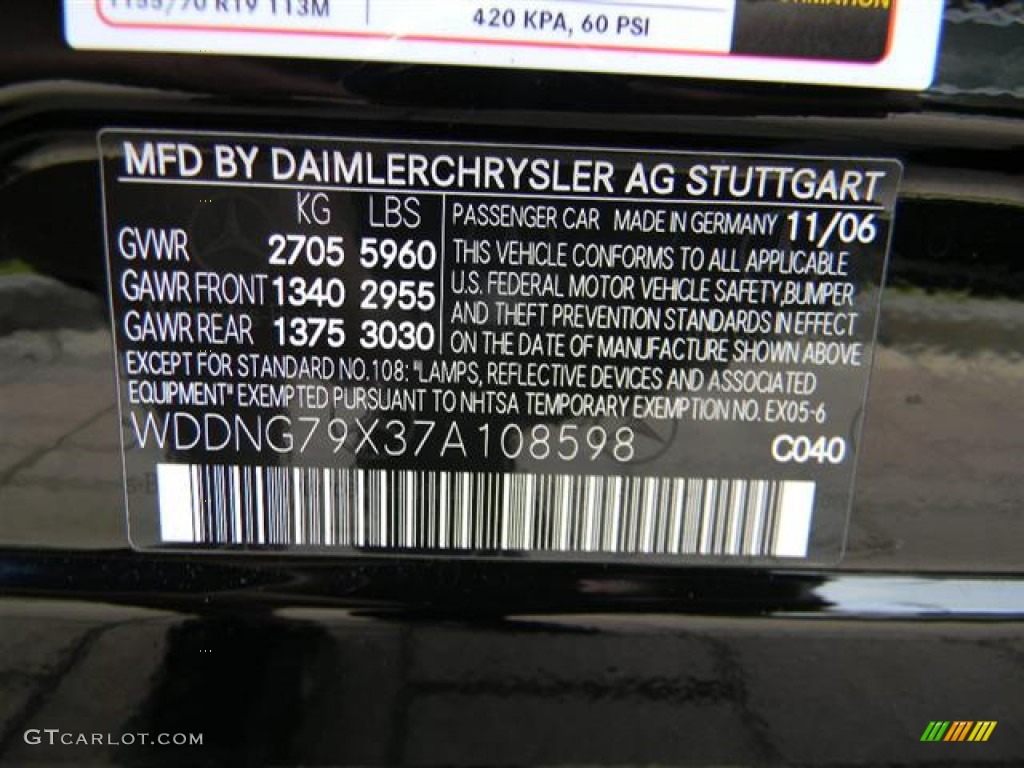 T155/70 R19 113M
420 KPA, 60 PSI
MFD BY DAIMLERCHRYSLER AG STUTTGART
KG LBS
GVWR 2705 5960
GAWR FRONT 1340 2955
GAWR REAR 1375 3030
PASSENGER CAR MADE IN GERMANY 11/06
THIS VEHICLE CONFORMS TO ALL APPLICABLE
U.S. FEDERAL MOTOR VEHICLE SAFETY,BUMPER
AND THEFT PREVENTION STANDARDS IN EFFECT
ON THE DATE OF MANUFACTURE SHOWN ABOVE
EXCEPT FOR STANDARD NO.108: "LAMPS, REFLECTIVE DEVICES AND ASSOCIATED
EQUIPMENT" EXEMPTED PURSUANT TO NHTSA TEMPORARY EXEMPTION NO. EX05-6
WDDNG79X37A108598
C040
GTCARLOT.COM